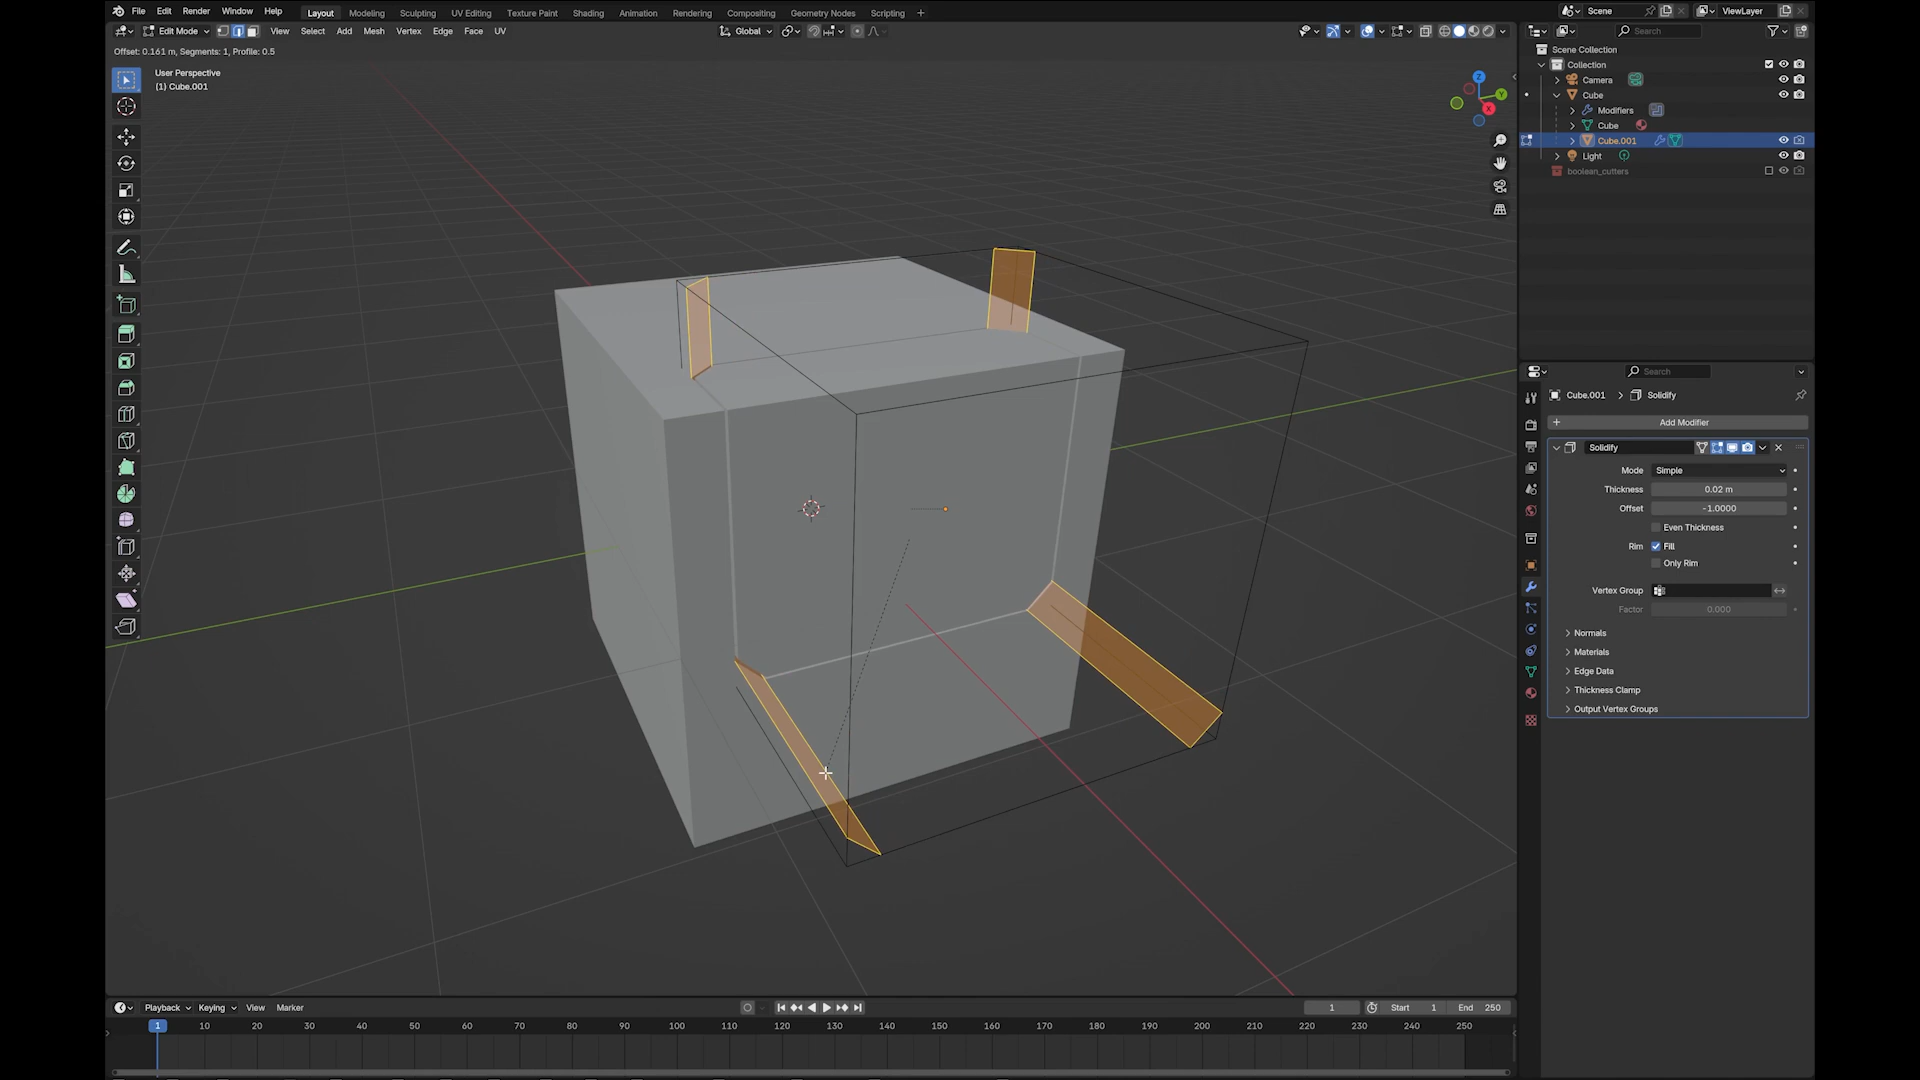 File Edit Render Window Help Layout Modeling Sculpting UV Editing Texture Paint Shading Animation Rendering Compositing Geometry Nodes Scripting + Scene ViewLayer
Edit Mode View Select Add Mesh Vertex Edge Face UV Global Search
Offset: 0.161 m, Segments: 1, Profile: 0.5
User Perspective
(1) Cube.001
Z
Y
X
Scene Collection
Collection
Camera
Cube
Modifiers
Cube
Cube.001
Light
boolean_cutters
Search
Cube.001 Solidify
Add Modifier
Solidify
Mode Simple
Thickness 0.02 m
Offset -1.0000
Even Thickness
Rim Fill
Only Rim
Vertex Group
Factor 0.000
Normals
Materials
Edge Data
Thickness Clamp
Output Vertex Groups
Playback Keying View Marker 1 Start 1 End 250
1 10 20 30 40 50 60 70 80 90 100 110 120 130 140 150 160 170 180 190 200 210 220 230 240 250